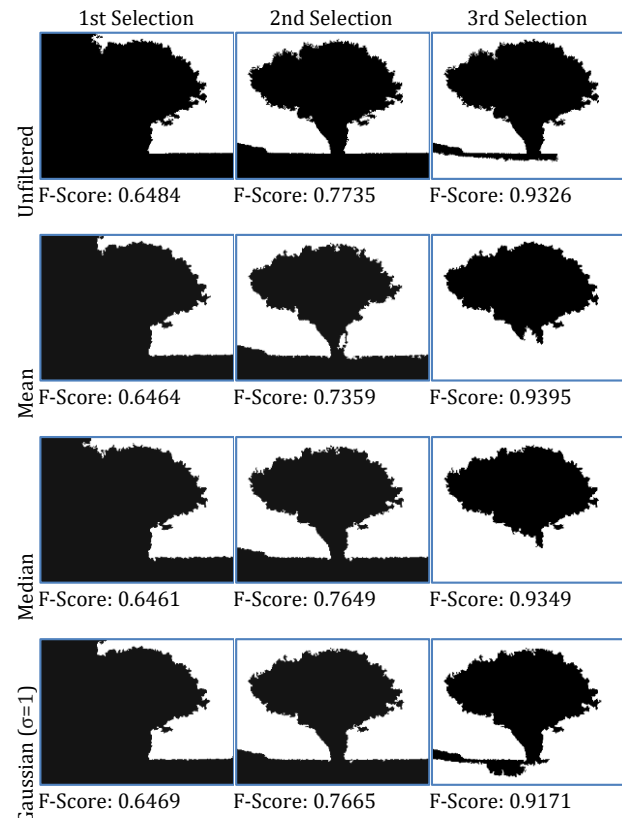 1st Selection 2nd Selection 3rd Selection
Unfiltered
F-Score: 0.6484 F-Score: 0.7735 F-Score: 0.9326
Mean
F-Score: 0.6464 F-Score: 0.7359 F-Score: 0.9395
Median
F-Score: 0.6461 F-Score: 0.7649 F-Score: 0.9349
Gaussian (σ=1)
F-Score: 0.6469 F-Score: 0.7665 F-Score: 0.9171